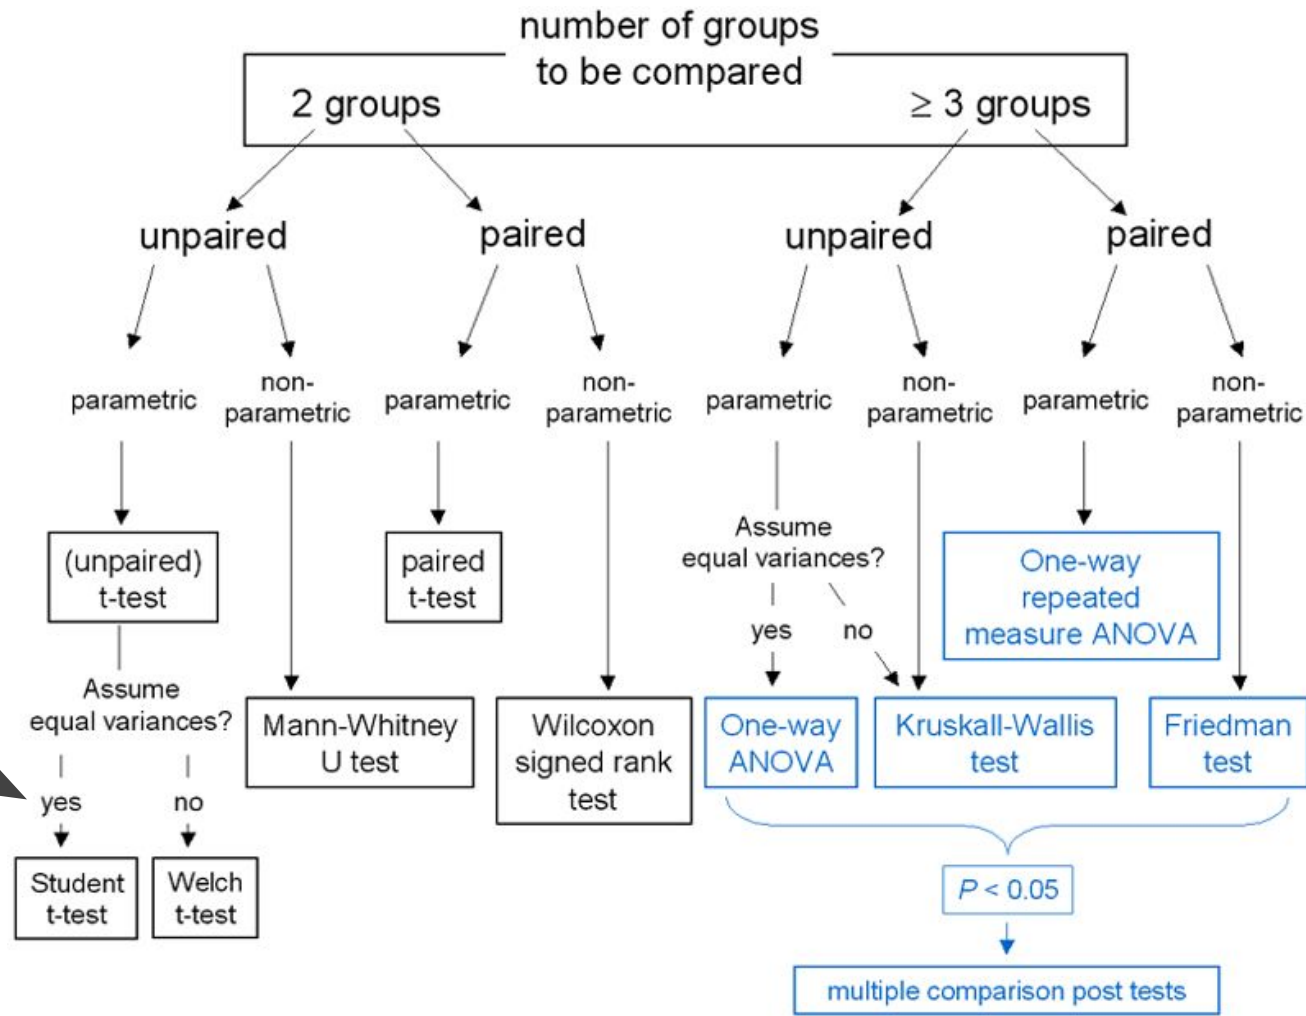 number of groups
to be compared
2 groups
≥ 3 groups
unpaired
paired
unpaired
paired
parametric
non-
parametric
parametric
non-
parametric
parametric
non-
parametric
parametric
non-
parametric
(unpaired)
t-test
paired
t-test
Assume
equal variances?
yes
no
One-way
repeated
measure ANOVA
Assume
equal variances?
yes
no
Mann-Whitney
U test
Wilcoxon
signed rank
test
One-way
ANOVA
Kruskall-Wallis
test
Friedman
test
Student
t-test
Welch
t-test
P < 0.05
multiple comparison post tests